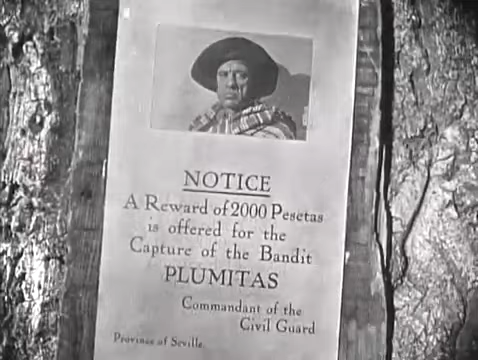 NOTICE
A Reward of 2000 Pesetas
is offered for the
Capture of the Bandit
PLUMITAS
Commandant of the
Civil Guard
Province of Seville.